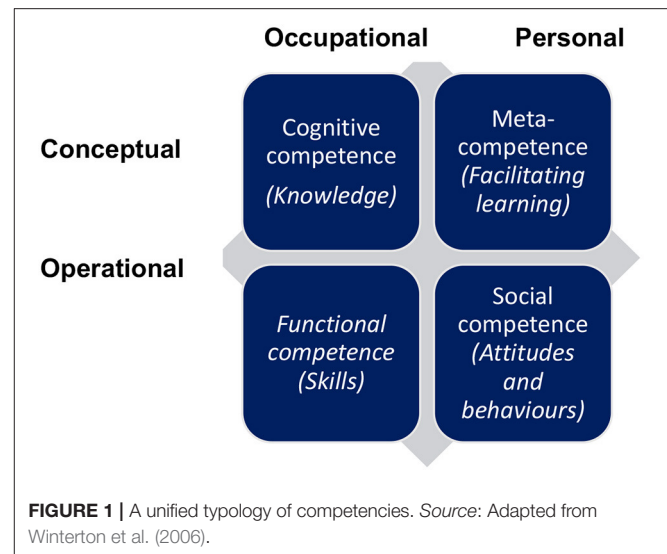 Occupational Personal
Conceptual
Cognitive
competence
(Knowledge)
Meta-
competence
(Facilitating
learning)
Operational
Functional
competence
(Skills)
Social
competence
(Attitudes
and
behaviours)
FIGURE 1 | A unified typology of competencies. Source: Adapted from
Winterton et al. (2006).